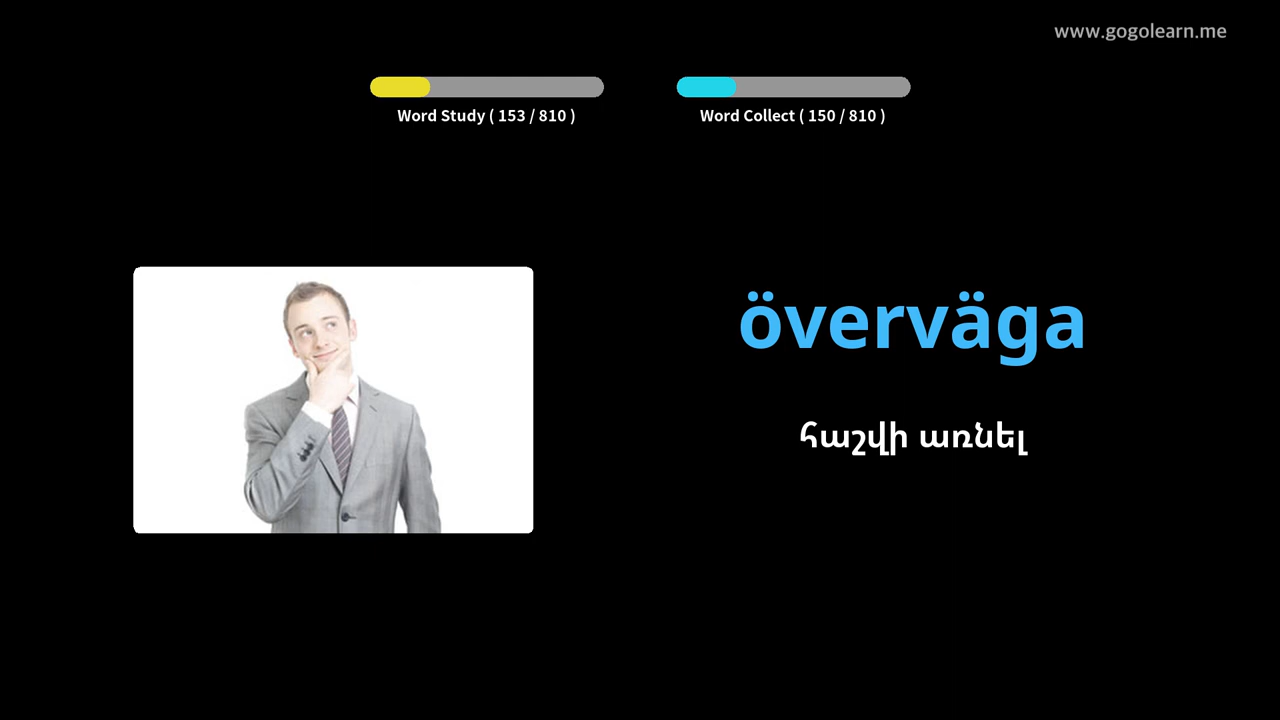 www.gogolearn.me
Word Study ( 153 / 810 )
Word Collect ( 150 / 810 )
överväga
հաշվի առնել